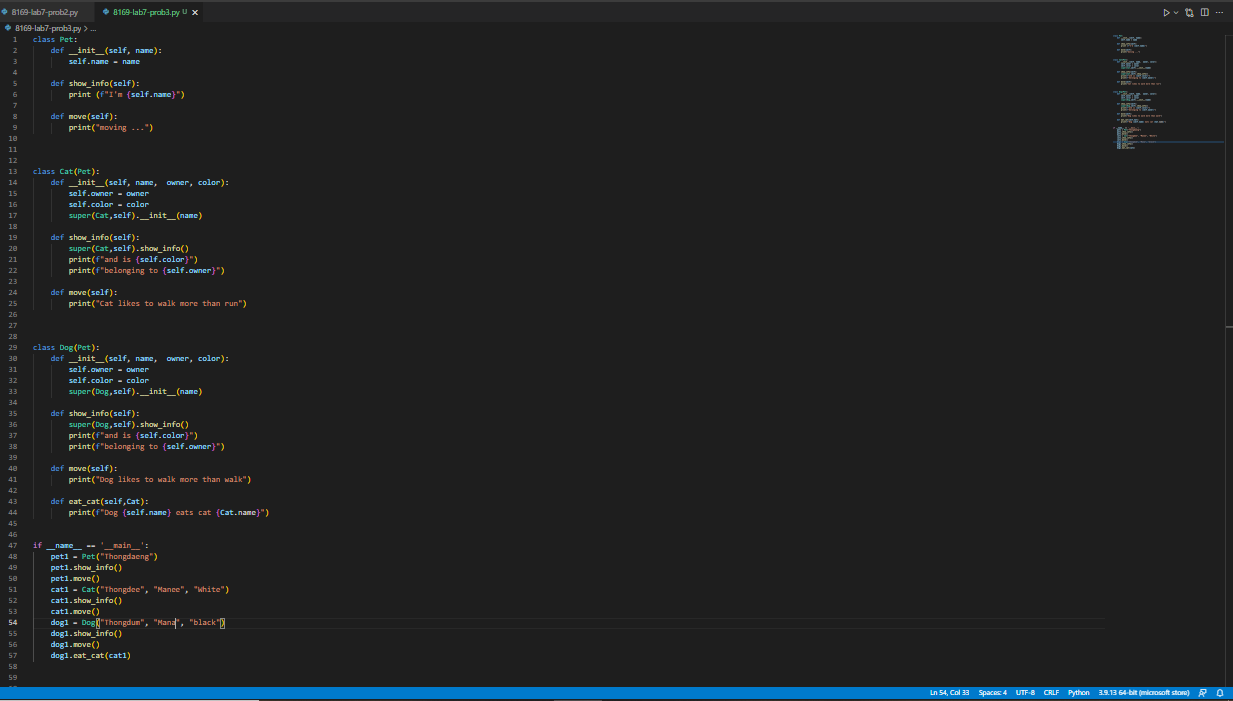 8169-lab7-prob2.py
8169-lab7-prob3.py U
8169-lab7-prob3.py > ...
1 class Pet:
2     def __init__(self, name):
3         self.name = name
4
5     def show_info(self):
6         print (f"I'm {self.name}")
7
8     def move(self):
9         print("moving ...")
10
11
12
13 class Cat(Pet):
14     def __init__(self, name,  owner, color):
15         self.owner = owner
16         self.color = color
17         super(Cat,self).__init__(name)
18
19     def show_info(self):
20         super(Cat,self).show_info()
21         print(f"and is {self.color}")
22         print(f"belonging to {self.owner}")
23
24     def move(self):
25         print("Cat likes to walk more than run")
26
27
28
29 class Dog(Pet):
30     def __init__(self, name,  owner, color):
31         self.owner = owner
32         self.color = color
33         super(Dog,self).__init__(name)
34
35     def show_info(self):
36         super(Dog,self).show_info()
37         print(f"and is {self.color}")
38         print(f"belonging to {self.owner}")
39
40     def move(self):
41         print("Dog likes to walk more than walk")
42
43     def eat_cat(self,Cat):
44         print(f"Dog {self.name} eats cat {Cat.name}")
45
46
47 if __name__ == '__main__':
48     pet1 = Pet("Thongdaeng")
49     pet1.show_info()
50     pet1.move()
51     cat1 = Cat("Thongdee", "Manee", "White")
52     cat1.show_info()
53     cat1.move()
54     dog1 = Dog("Thongdum", "Mana", "black")
55     dog1.show_info()
56     dog1.move()
57     dog1.eat_cat(cat1)
58
59
Ln 54, Col 33 Spaces: 4 UTF-8 CRLF Python 3.9.13 64-bit (microsoft store)